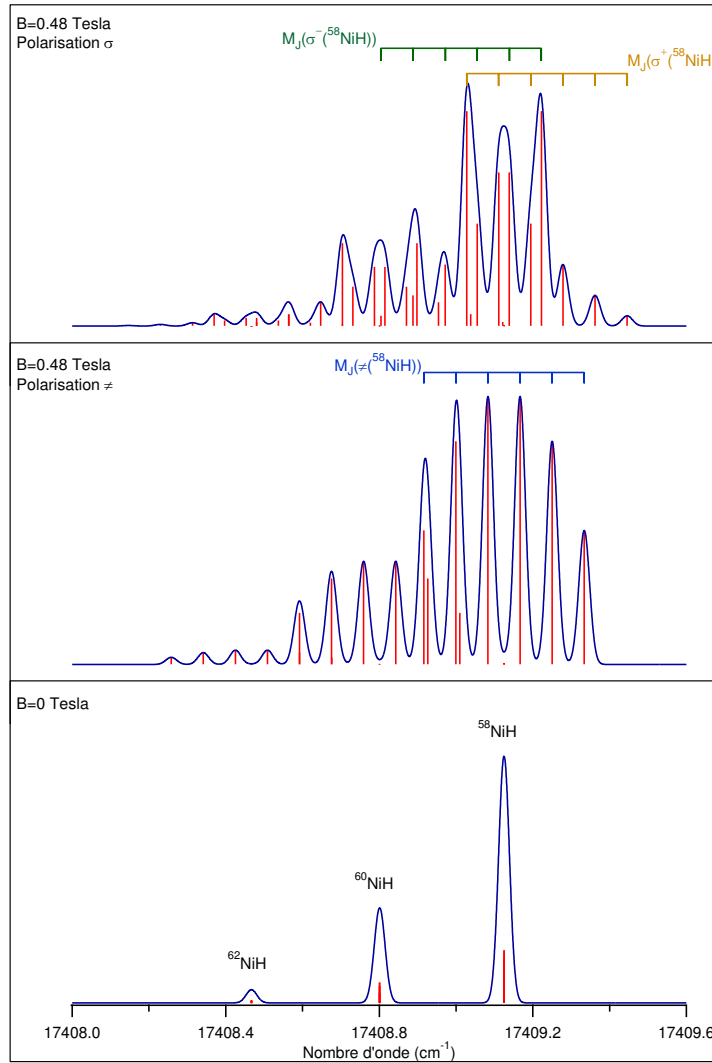 B=0.48 Tesla
Polarisation σ
M_J(σ⁻(⁵⁸NiH))
M_J(σ⁺(⁵⁸NiH
B=0.48 Tesla
Polarisation ≠
M_J(≠(⁵⁸NiH))
B=0 Tesla
⁵⁸NiH
⁶⁰NiH
⁶²NiH
17408.0 17408.4 17408.8 17409.2 17409.6
Nombre d'onde (cm⁻¹)